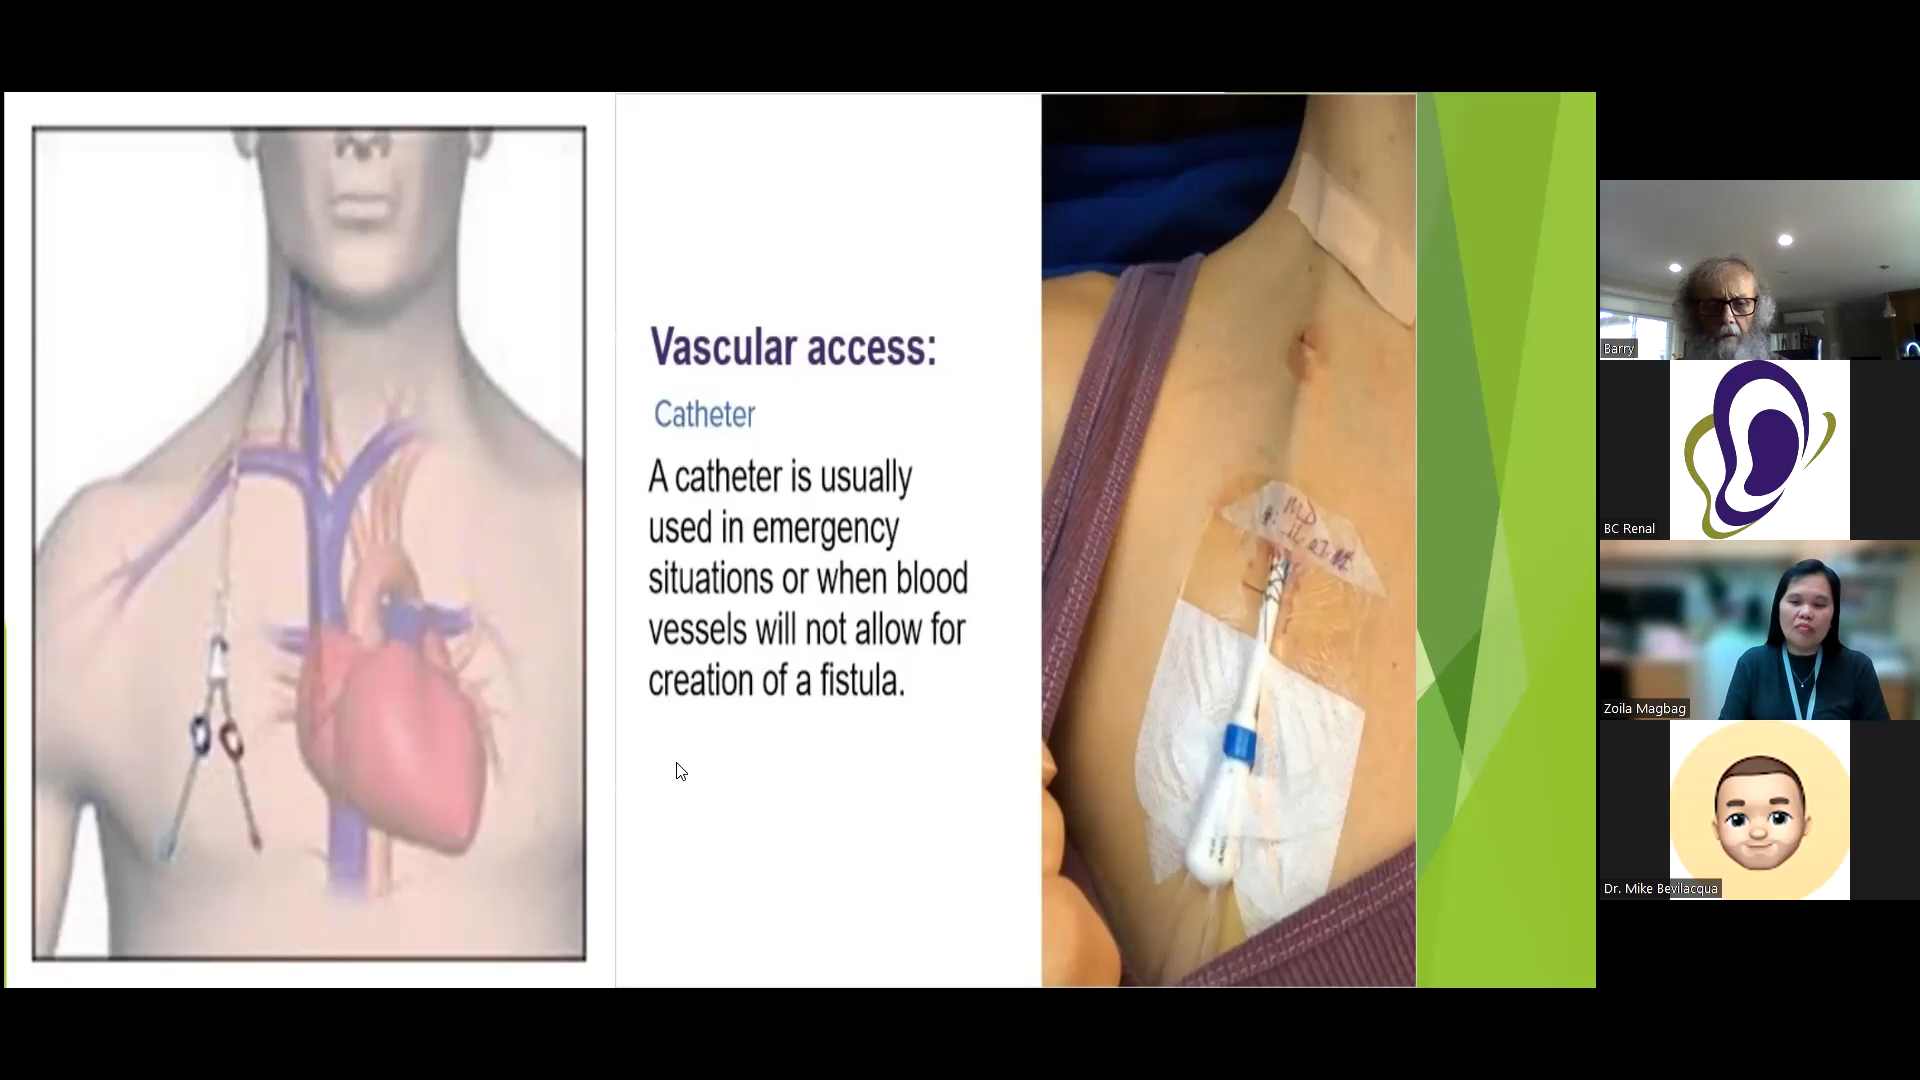 Vascular access:
Catheter
A catheter is usually
used in emergency
situations or when blood
vessels will not allow for
creation of a fistula.
MD
Barry
BC Renal
Zoila Magbag
Dr. Mike Bevilacqua